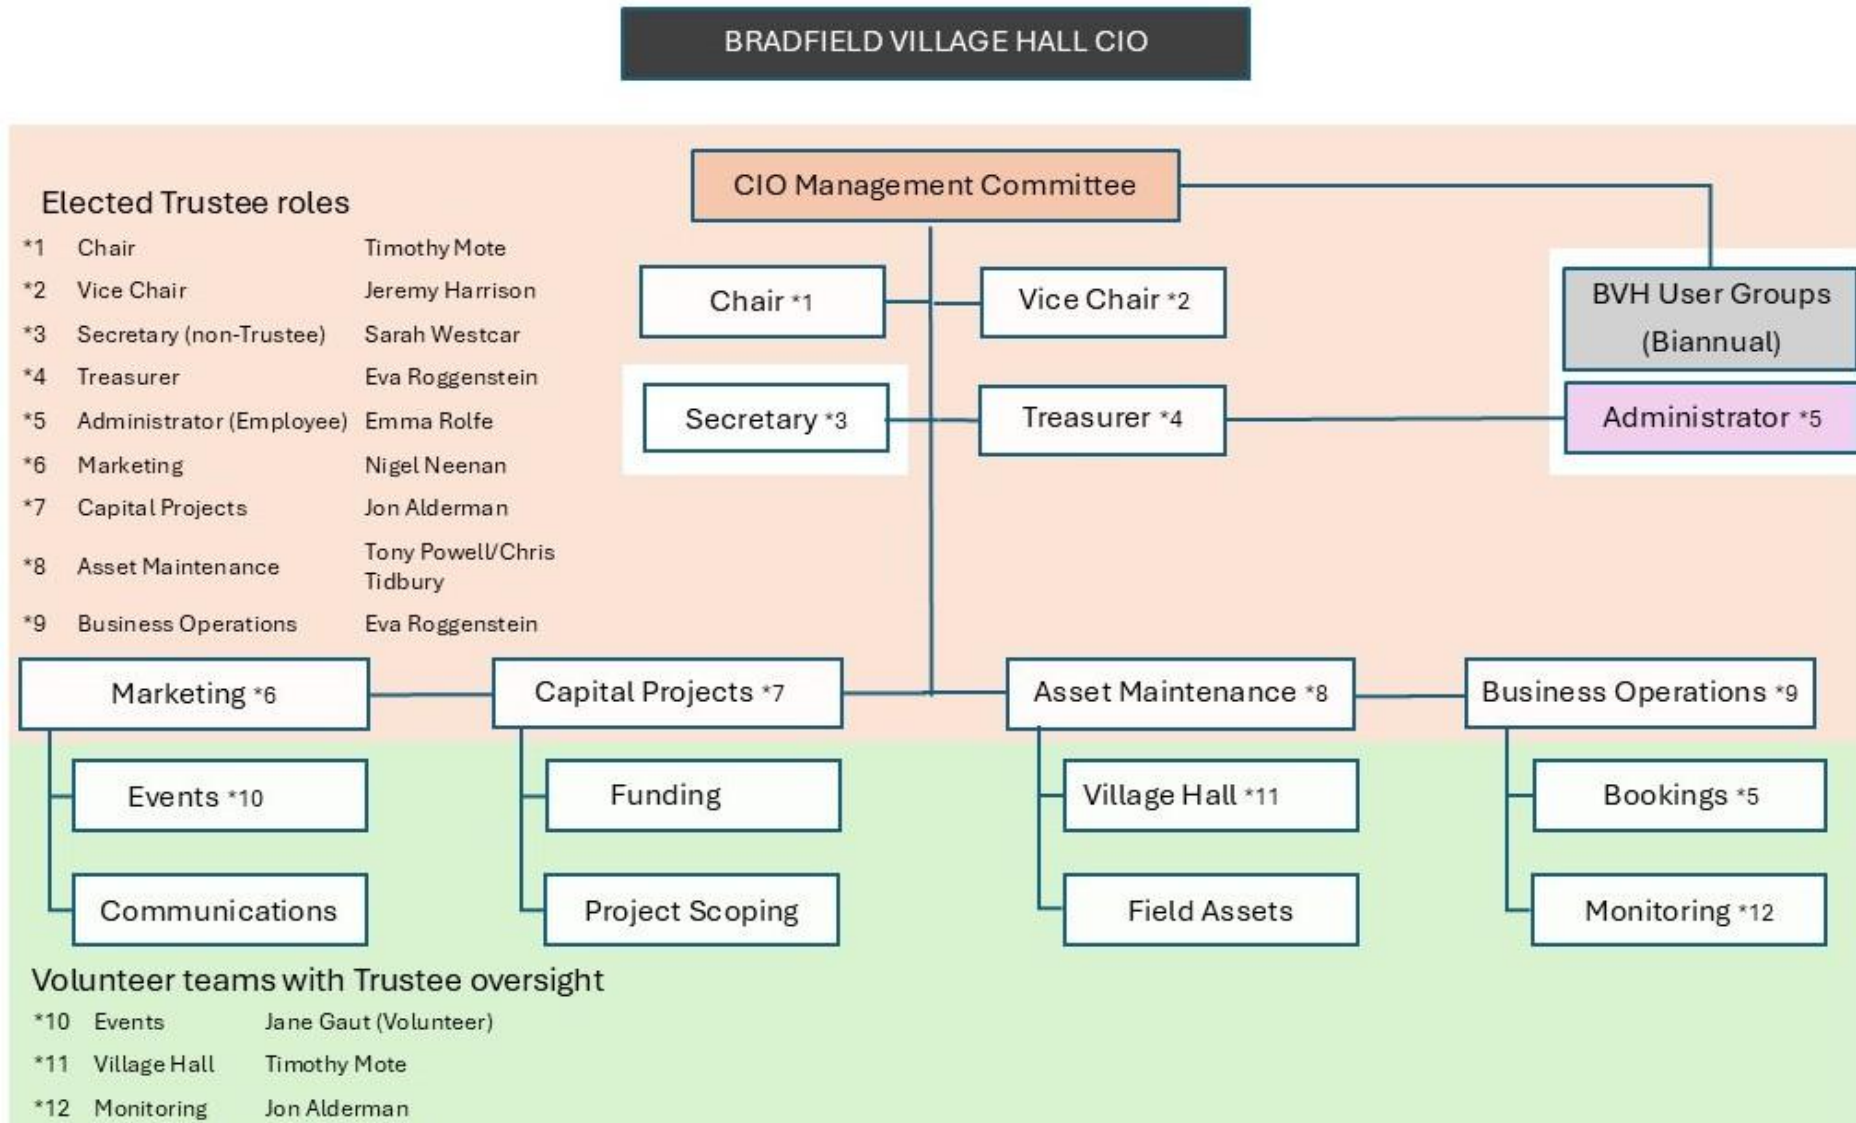 BRADFIELD VILLAGE HALL CIO
CIO Management Committee
Elected Trustee roles
*1 Chair Timothy Mote
*2 Vice Chair Jeremy Harrison
*3 Secretary (non-Trustee) Sarah Westcar
*4 Treasurer Eva Roggenstein
*5 Administrator (Employee) Emma Rolfe
*6 Marketing Nigel Neenan
*7 Capital Projects Jon Alderman
*8 Asset Maintenance Tony Powell/Chris
Tidbury
*9 Business Operations Eva Roggenstein
Chair *1
Vice Chair *2
BVH User Groups
(Biannual)
Secretary *3
Treasurer *4
Administrator *5
Marketing *6
Capital Projects *7
Asset Maintenance *8
Business Operations *9
Events *10
Funding
Village Hall *11
Bookings *5
Communications
Project Scoping
Field Assets
Monitoring *12
Volunteer teams with Trustee oversight
*10 Events Jane Gaut (Volunteer)
*11 Village Hall Timothy Mote
*12 Monitoring Jon Alderman